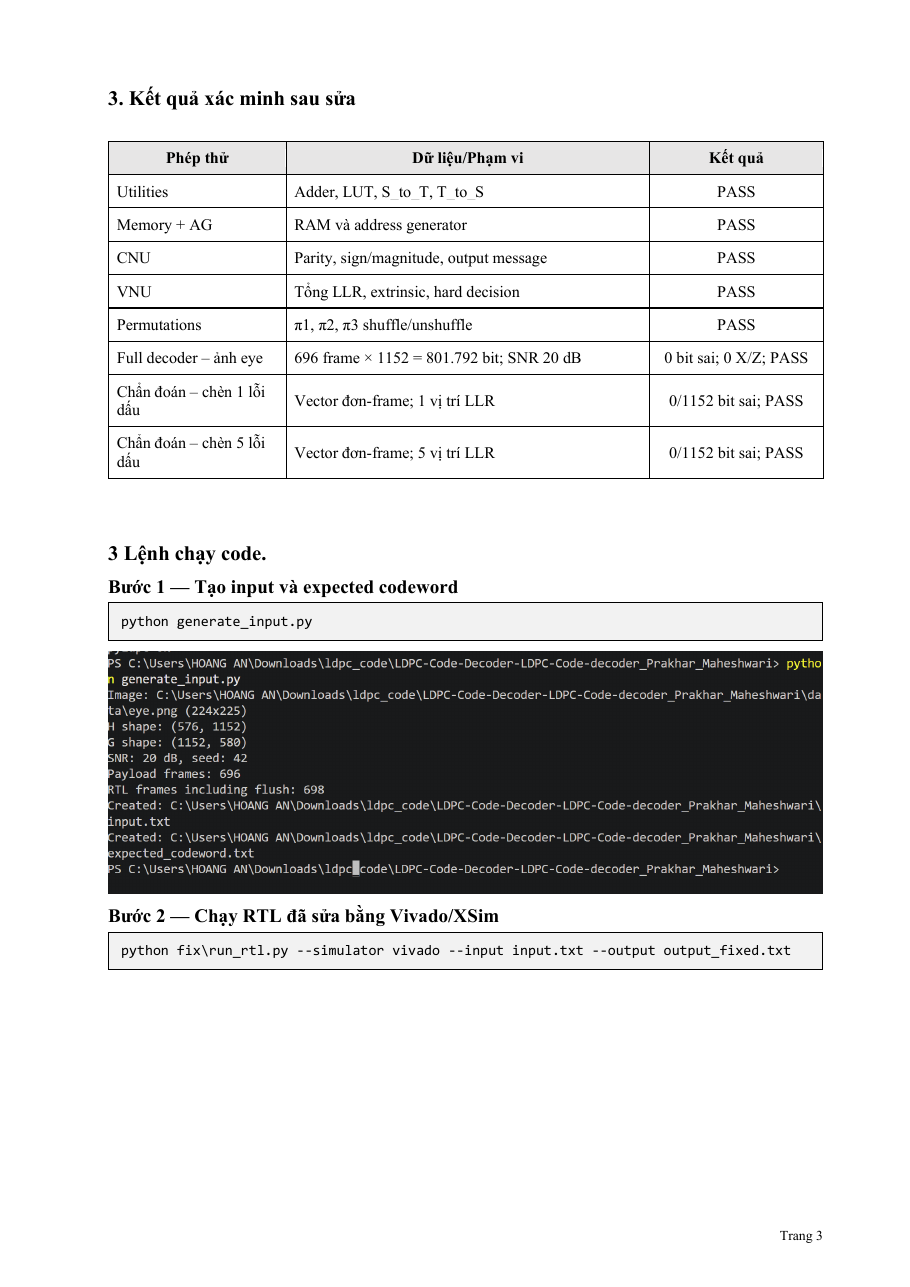 3. Kết quả xác minh sau sửa
Phép thử Dữ liệu/Phạm vi Kết quả
Utilities Adder, LUT, S_to_T, T_to_S PASS
Memory + AG RAM và address generator PASS
CNU Parity, sign/magnitude, output message PASS
VNU Tổng LLR, extrinsic, hard decision PASS
Permutations π1, π2, π3 shuffle/unshuffle PASS
Full decoder – ảnh eye 696 frame × 1152 = 801.792 bit; SNR 20 dB 0 bit sai; 0 X/Z; PASS
Chẩn đoán – chèn 1 lỗi
dấu
Vector đơn-frame; 1 vị trí LLR 0/1152 bit sai; PASS
Chẩn đoán – chèn 5 lỗi
dấu
Vector đơn-frame; 5 vị trí LLR 0/1152 bit sai; PASS
3 Lệnh chạy code.
Bước 1 — Tạo input và expected codeword
python generate_input.py
PS C:\Users\HOANG AN\Downloads\ldpc_code\LDPC-Code-Decoder-LDPC-Code-decoder_Prakhar_Maheshwari> pytho
n generate_input.py
Image: C:\Users\HOANG AN\Downloads\ldpc_code\LDPC-Code-Decoder-LDPC-Code-decoder_Prakhar_Maheshwari\da
ta\eye.png (224x225)
H shape: (576, 1152)
G shape: (1152, 580)
SNR: 20 dB, seed: 42
Payload frames: 696
RTL frames including flush: 698
Created: C:\Users\HOANG AN\Downloads\ldpc_code\LDPC-Code-Decoder-LDPC-Code-decoder_Prakhar_Maheshwari\
input.txt
Created: C:\Users\HOANG AN\Downloads\ldpc_code\LDPC-Code-Decoder-LDPC-Code-decoder_Prakhar_Maheshwari\
expected_codeword.txt
PS C:\Users\HOANG AN\Downloads\ldpc_code\LDPC-Code-Decoder-LDPC-Code-decoder_Prakhar_Maheshwari>
Bước 2 — Chạy RTL đã sửa bằng Vivado/XSim
python fix\run_rtl.py --simulator vivado --input input.txt --output output_fixed.txt
Trang 3